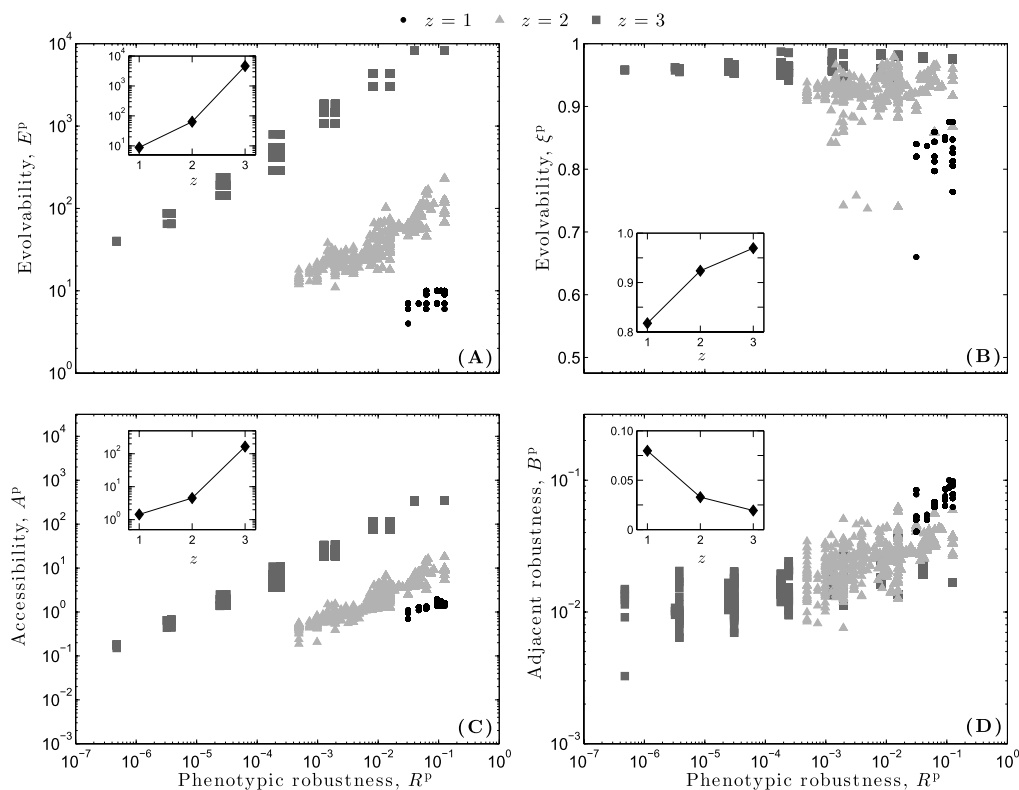 z = 1 z = 2 z = 3
10^4
10^3
10^2
10^1
10^0
Evolvability, E^p
10^4
10^3
10^2
10^1
1 2 3
z
(A)
1
0.9
0.8
0.7
0.6
0.5
Evolvability, ξ^p
1.0
0.9
0.8
0.8
1 2 3
z
(B)
10^4
10^3
10^2
10^1
10^0
10^-1
10^-2
10^-3
Accessibility, A^p
10^2
10^1
10^0
1 2 3
z
(C)
10^-7 10^-6 10^-5 10^-4 10^-3 10^-2 10^-1 10^0
Phenotypic robustness, R^p
10^-1
10^-2
10^-3
Adjacent robustness, B^p
0.10
0.05
0
1 2 3
z
(D)
10^-7 10^-6 10^-5 10^-4 10^-3 10^-2 10^-1 10^0
Phenotypic robustness, R^p